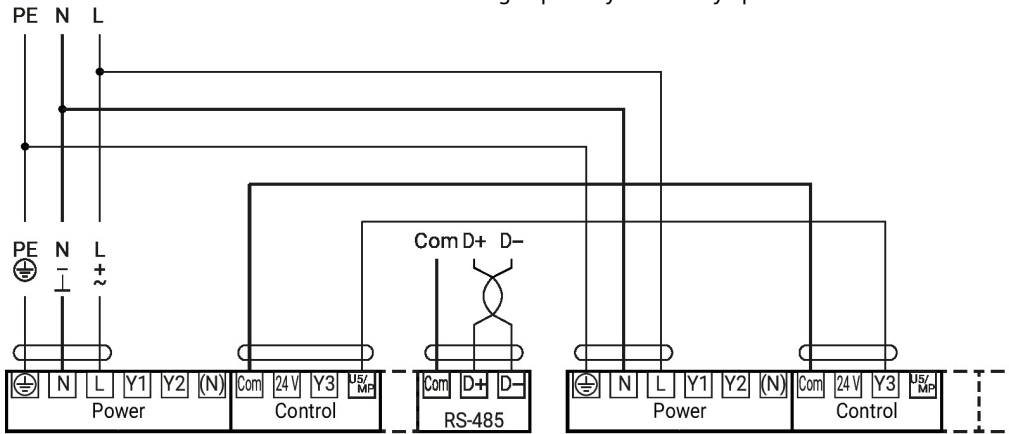 PE N L
PE N L
Com D+ D–
– + ~
N L Y1 Y2 (N) Com 24 V Y3 U5/MP Com D+ D– N L Y1 Y2 (N) Com 24 V Y3 U5/MP
Power Control RS-485 Power Control